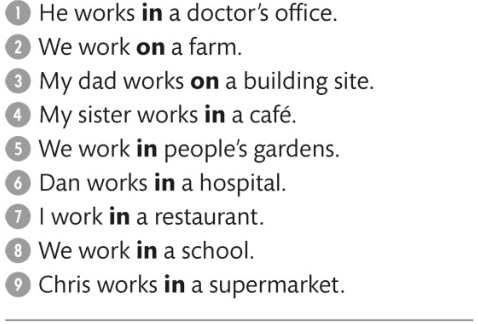 1 He works in a doctor's office.
2 We work on a farm.
3 My dad works on a building site.
4 My sister works in a café.
5 We work in people's gardens.
6 Dan works in a hospital.
7 I work in a restaurant.
8 We work in a school.
9 Chris works in a supermarket.